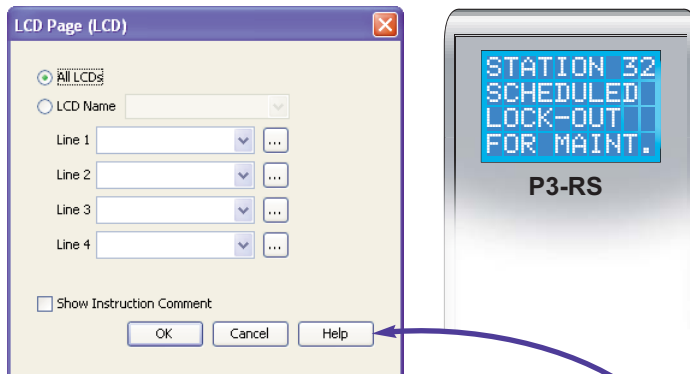 LCD Page (LCD)
All LCDs
LCD Name
Line 1 ...
Line 2 ...
Line 3 ...
Line 4 ...
Show Instruction Comment
OK Cancel Help
STATION 32
SCHEDULED
LOCK-OUT
FOR MAINT.
P3-RS